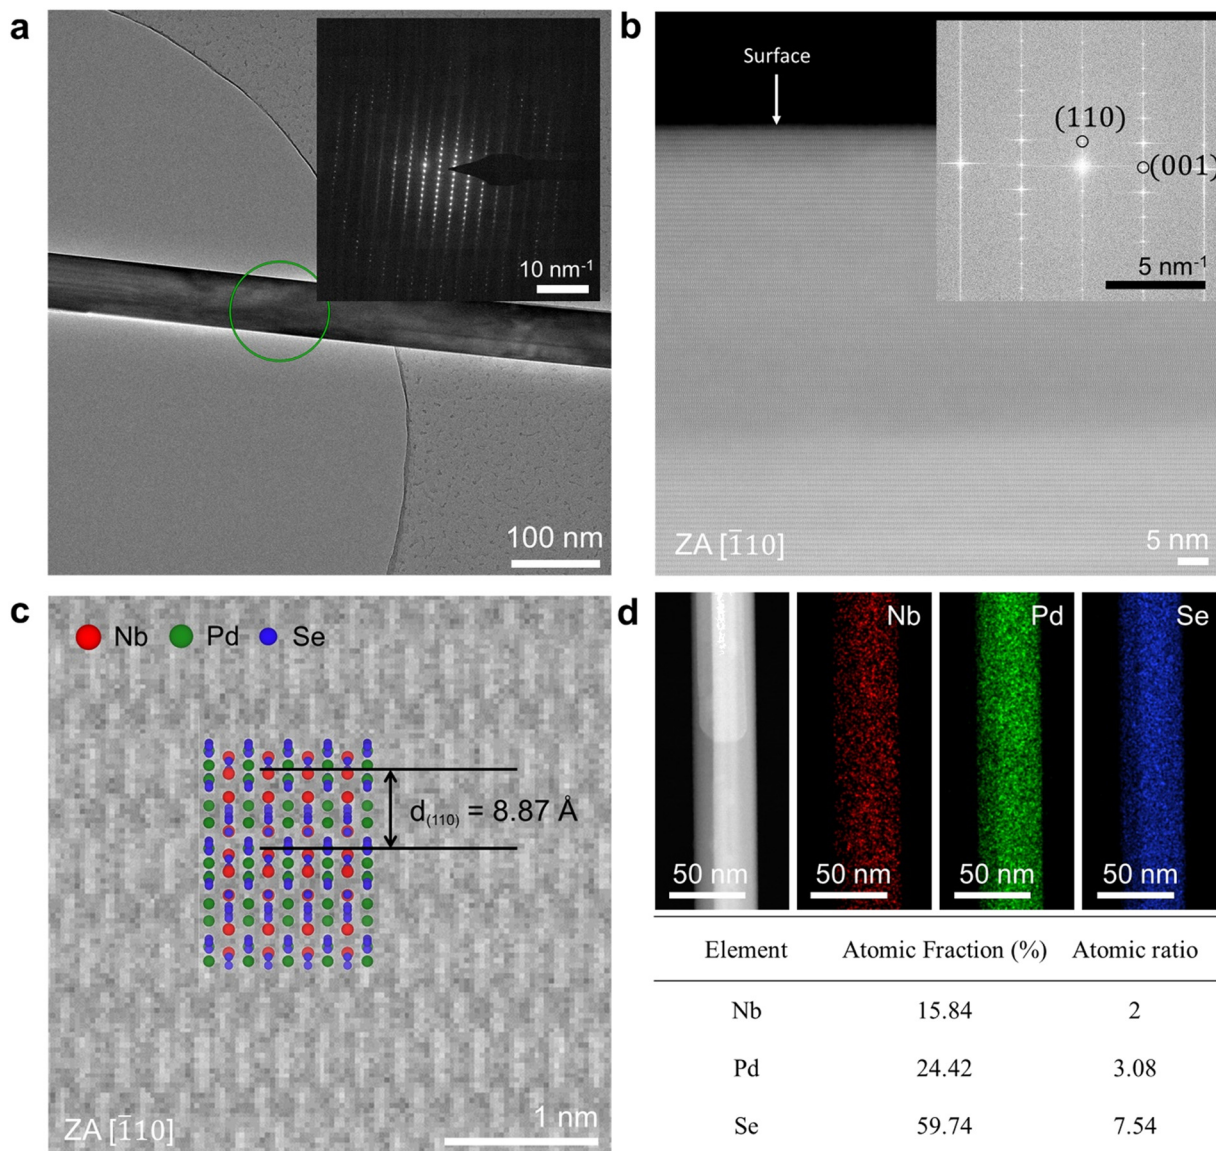 a
10 nm⁻¹
100 nm
b
Surface
(110)
(001)
5 nm⁻¹
ZA [1̅10]
5 nm
c
Nb Pd Se
d₍₁₁₀₎ = 8.87 Å
ZA [1̅10]
1 nm
d
Nb Pd Se
50 nm 50 nm 50 nm 50 nm
Element Atomic Fraction (%) Atomic ratio
Nb 15.84 2
Pd 24.42 3.08
Se 59.74 7.54